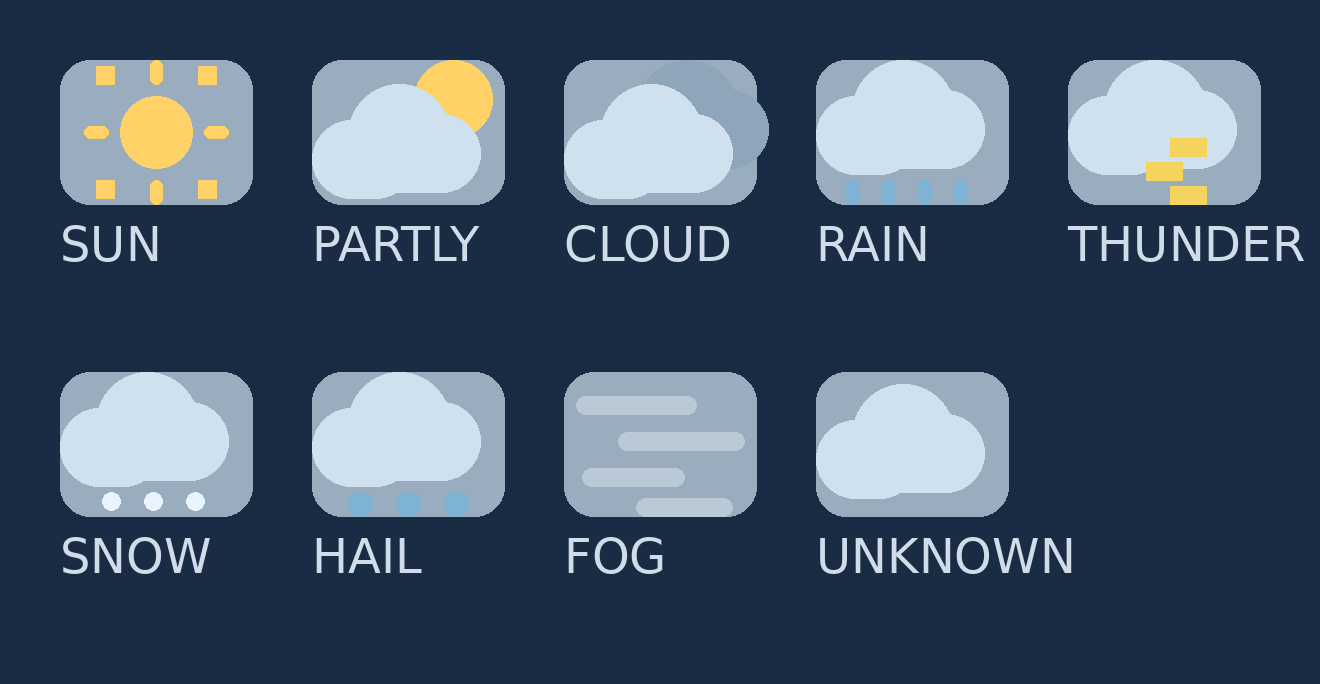 SUN
PARTLY
CLOUD
RAIN
THUNDER
SNOW
HAIL
FOG
UNKNOWN